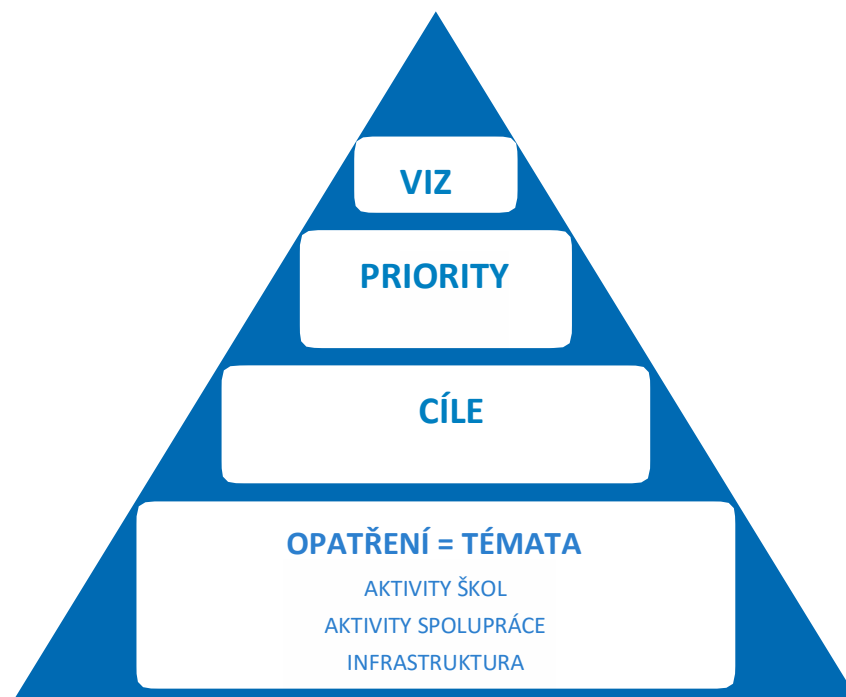 VIZ
PRIORITY
CÍLE
OPATŘENÍ = TÉMATA
AKTIVITY ŠKOL
AKTIVITY SPOLUPRÁCE
INFRASTRUKTURA